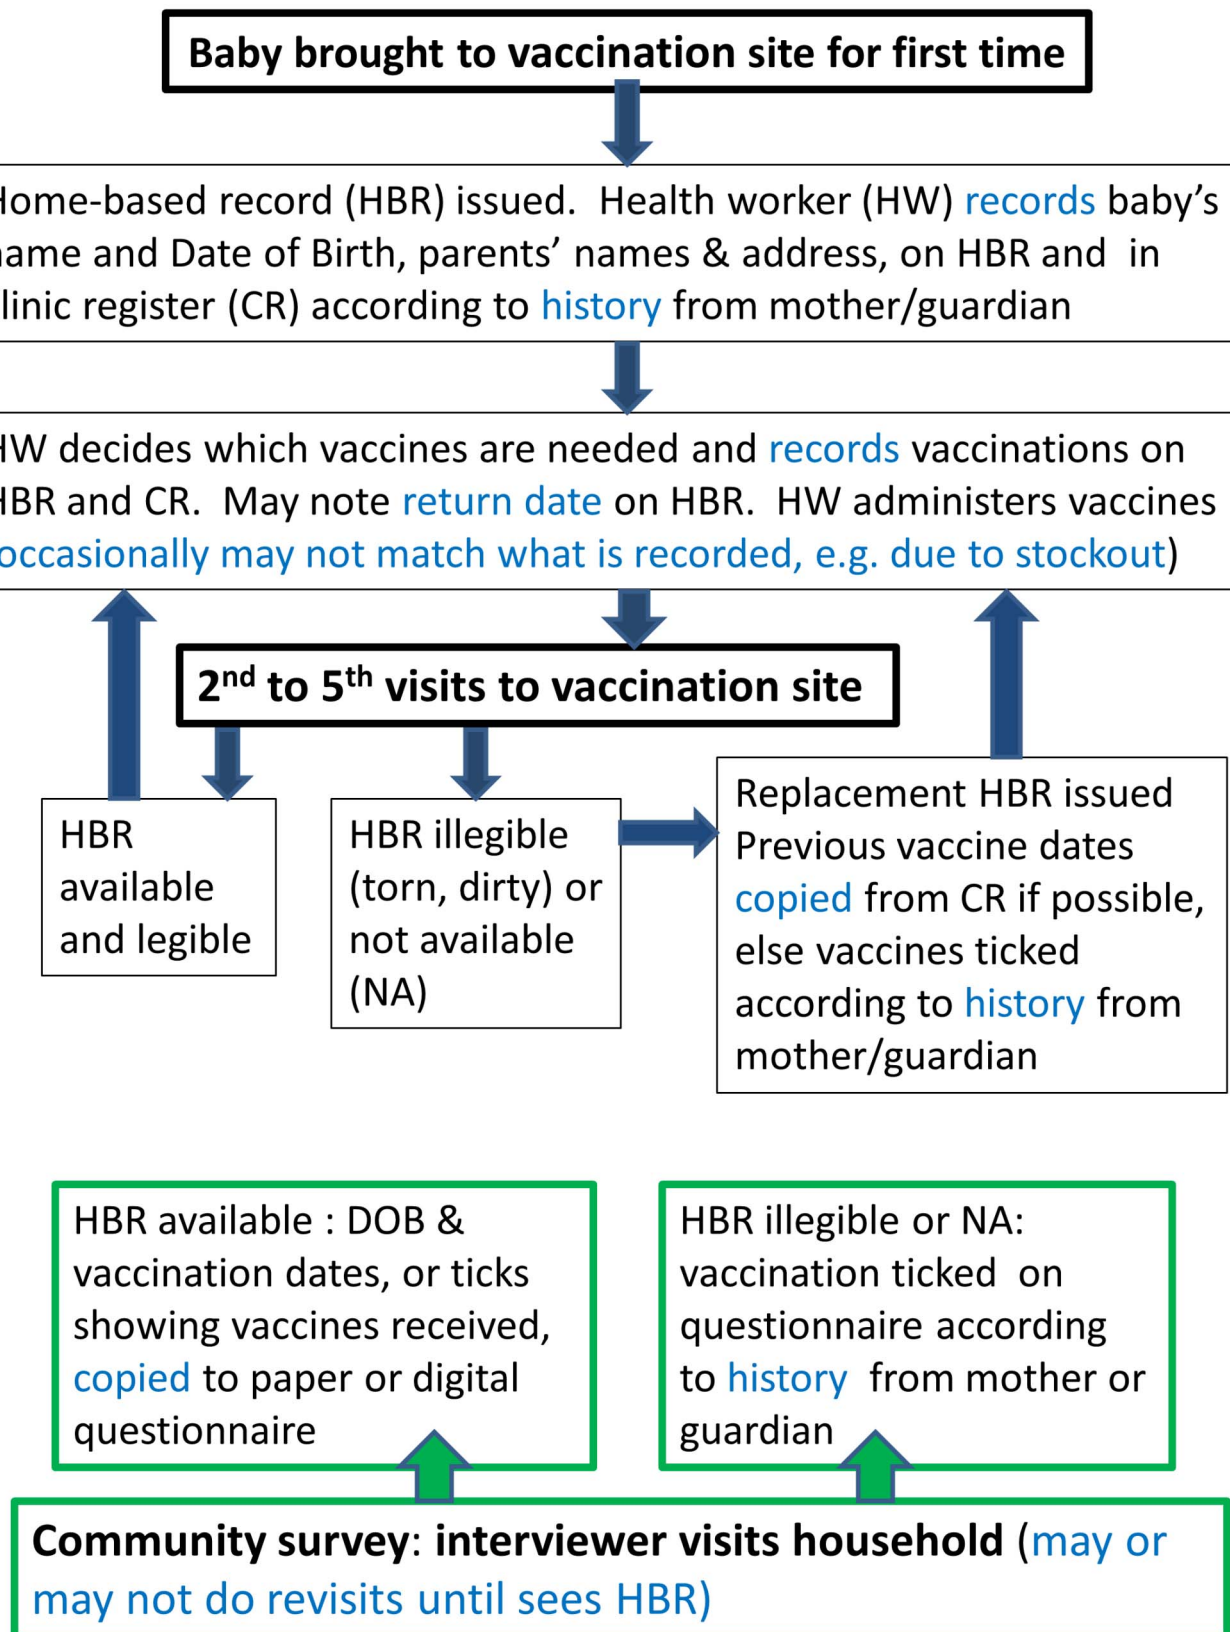 Baby brought to vaccination site for first time
Home-based record (HBR) issued.  Health worker (HW) records baby's
name and Date of Birth, parents' names & address, on HBR and  in
clinic register (CR) according to history from mother/guardian
HW decides which vaccines are needed and records vaccinations on
HBR and CR.  May note return date on HBR.  HW administers vaccines
(occasionally may not match what is recorded, e.g. due to stockout)
2nd to 5th visits to vaccination site
HBR
available
and legible
HBR illegible
(torn, dirty) or
not available
(NA)
Replacement HBR issued
Previous vaccine dates
copied from CR if possible,
else vaccines ticked
according to history from
mother/guardian
HBR available : DOB &
vaccination dates, or ticks
showing vaccines received,
copied to paper or digital
questionnaire
HBR illegible or NA:
vaccination ticked  on
questionnaire according
to history  from mother or
guardian
Community survey: interviewer visits household (may or
may not do revisits until sees HBR)